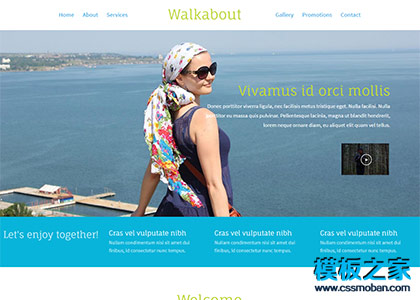 Home About Services Walkabout Gallery Promotions Contact
Vivamus id orci mollis
Donec porttitor viverra ligula, nec facilisis metus tristique eget. Nulla facilisi. Nulla
porttitor eu massa quis pulvinar. Pellentesque lacinia, magna ut blandit hendrerit,
lorem neque ornare diam, eu aliquet elit quam vel tellus.
Let's enjoy together!
Cras vel vulputate nibh
Nullam condimentum nisi sit amet dui
finibus, id consectetur nunc tempus.
Cras vel vulputate nibh
Nullam condimentum nisi sit amet dui
finibus, id consectetur nunc tempus.
Cras vel vulputate nibh
Nullam condimentum nisi sit amet
finibus, id consectetur nunc
模板之家
www.cssmoban.com
Welcome